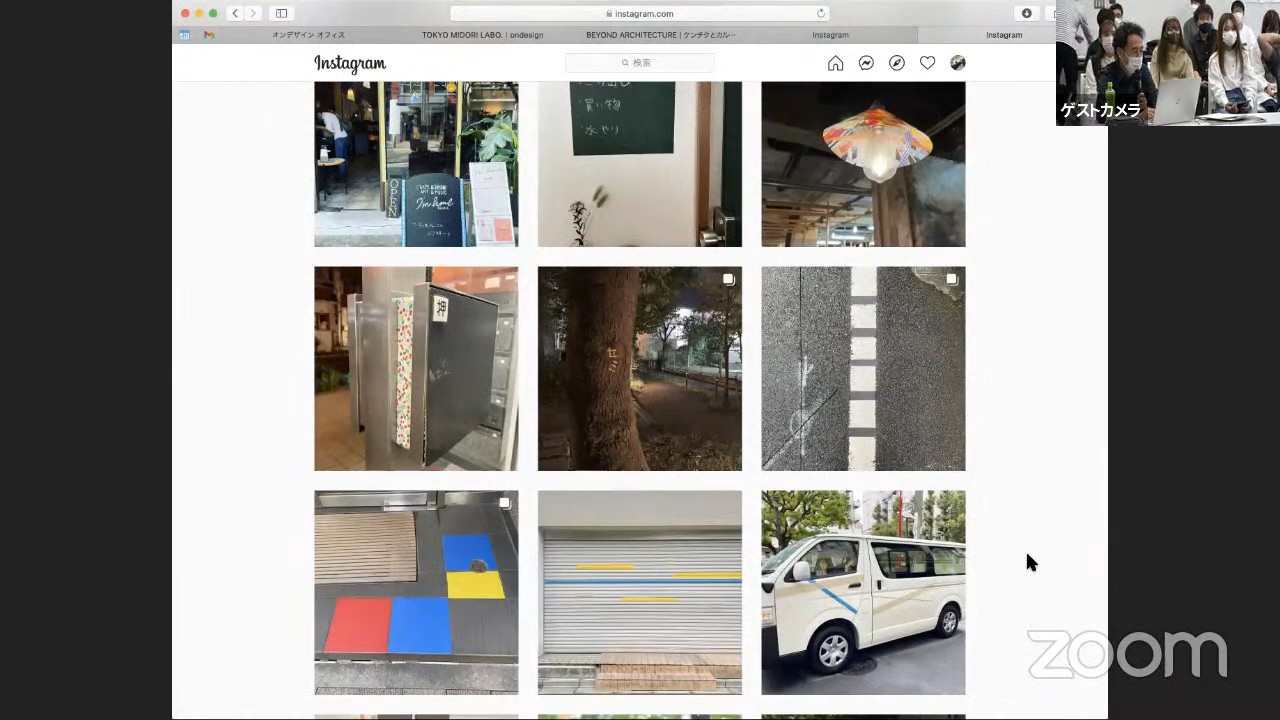 instagram.com
オンデザイン オフィス
TOKYO MIDORI LABO. | ondesign
BEYOND ARCHITECTURE | ケンチクとカル…
Instagram
Instagram
Instagram
検索
ゲストカメラ
・買い物
・水やり
OPEN
I'm home
押
zoom